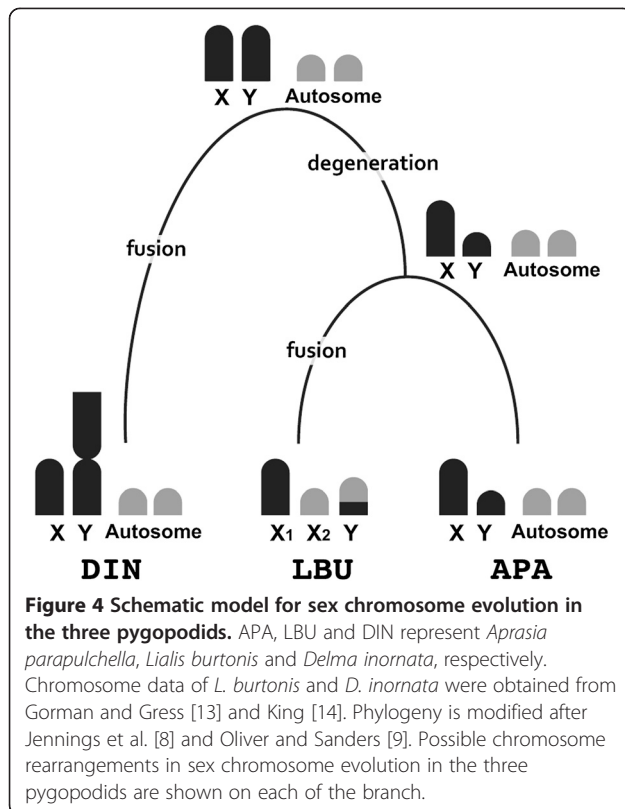 X Y Autosome
degeneration
fusion
X Y Autosome
fusion
X Y Autosome
X1 X2 Y
X Y Autosome
DIN LBU APA
Figure 4 Schematic model for sex chromosome evolution in
the three pygopodids. APA, LBU and DIN represent Aprasia
parapulchella, Lialis burtonis and Delma inornata, respectively.
Chromosome data of L. burtonis and D. inornata were obtained from
Gorman and Gress [13] and King [14]. Phylogeny is modified after
Jennings et al. [8] and Oliver and Sanders [9]. Possible chromosome
rearrangements in sex chromosome evolution in the three
pygopodids are shown on each of the branch.